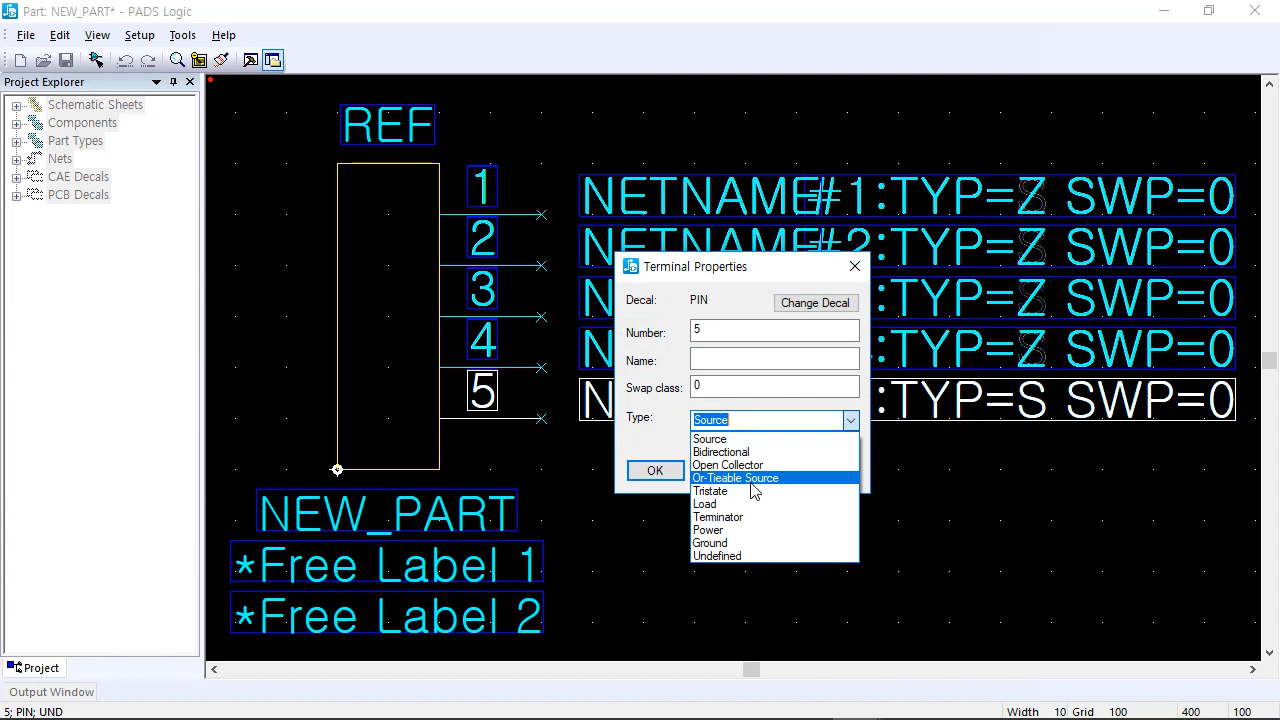 Part: NEW_PART* - PADS Logic
File Edit View Setup Tools Help
Project Explorer
Schematic Sheets
Components
Part Types
Nets
CAE Decals
PCB Decals
Project
REF
1
2
3
4
5
NETNAME#1:TYP=Z SWP=0
NETNAME#2:TYP=Z SWP=0
N :TYP=Z SWP=0
N :TYP=Z SWP=0
N :TYP=S SWP=0
NEW_PART
*Free Label 1
*Free Label 2
Terminal Properties
Decal: PIN Change Decal
Number: 5
Name:
Swap class: 0
Type: Source
Source
Bidirectional
Open Collector
Or-Tieable Source
Tristate
Load
Terminator
Power
Ground
Undefined
OK
Output Window
5; PIN; UND
Width 10 Grid 100 400 100